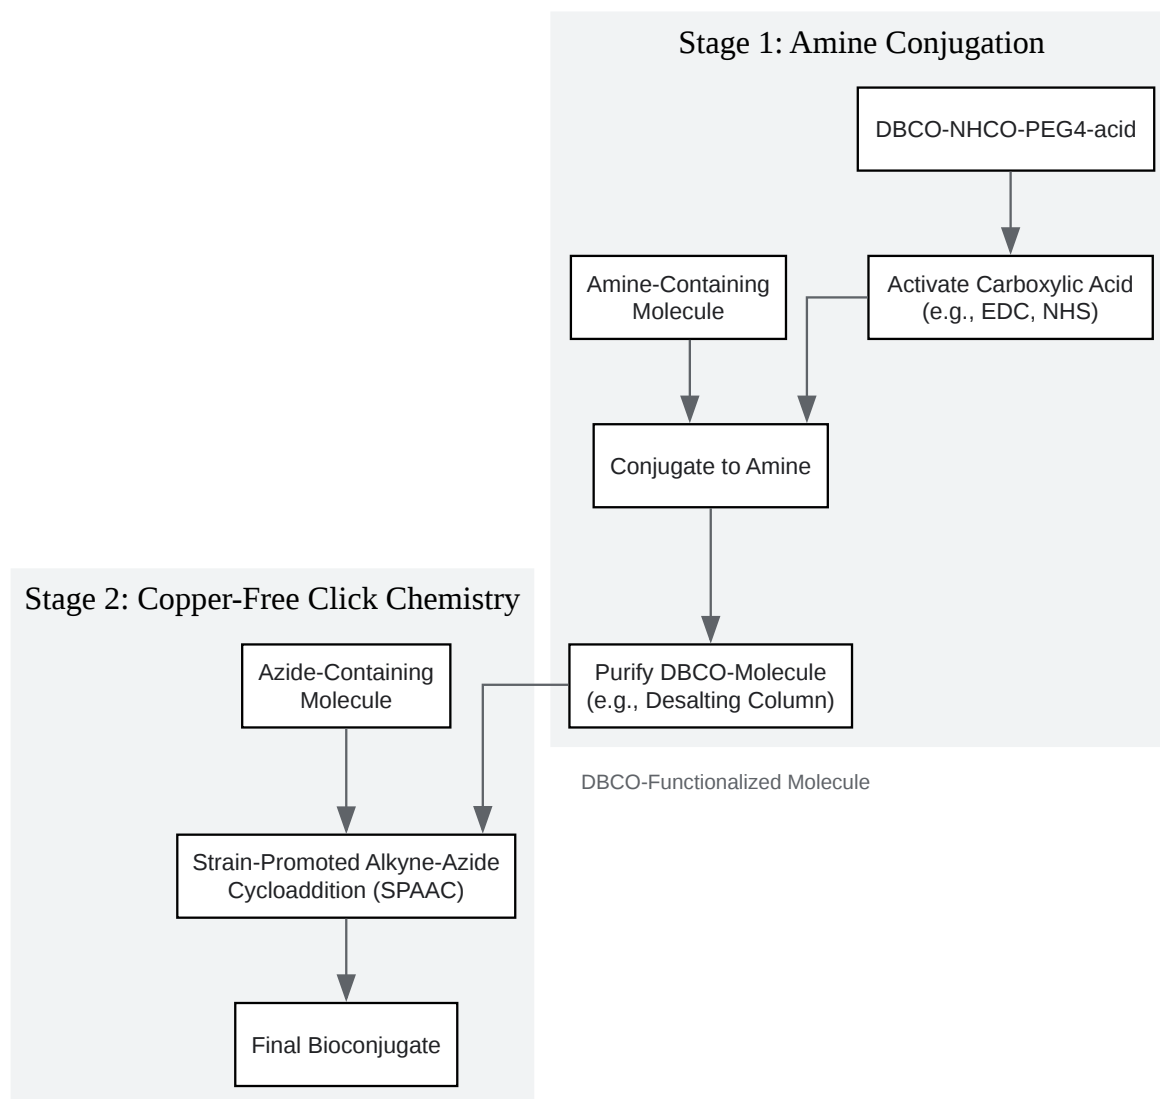 Stage 1: Amine Conjugation
DBCO-NHCO-PEG4-acid
Amine-Containing
Molecule
Activate Carboxylic Acid
(e.g., EDC, NHS)
Conjugate to Amine
Purify DBCO-Molecule
(e.g., Desalting Column)
DBCO-Functionalized Molecule
Stage 2: Copper-Free Click Chemistry
Azide-Containing
Molecule
Strain-Promoted Alkyne-Azide
Cycloaddition (SPAAC)
Final Bioconjugate